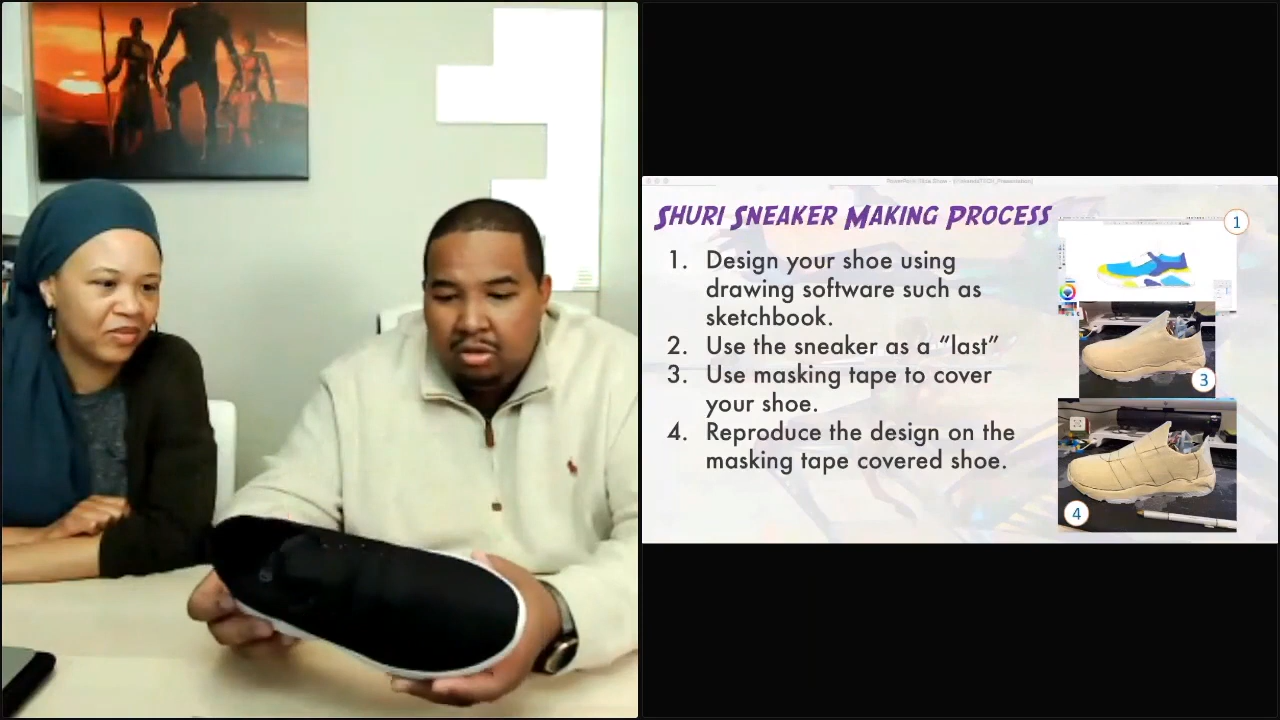 SHURI SNEAKER MAKING PROCESS
1
1. Design your shoe using
drawing software such as
sketchbook.
2. Use the sneaker as a “last”
3. Use masking tape to cover
your shoe.
3
4. Reproduce the design on the
masking tape covered shoe.
4